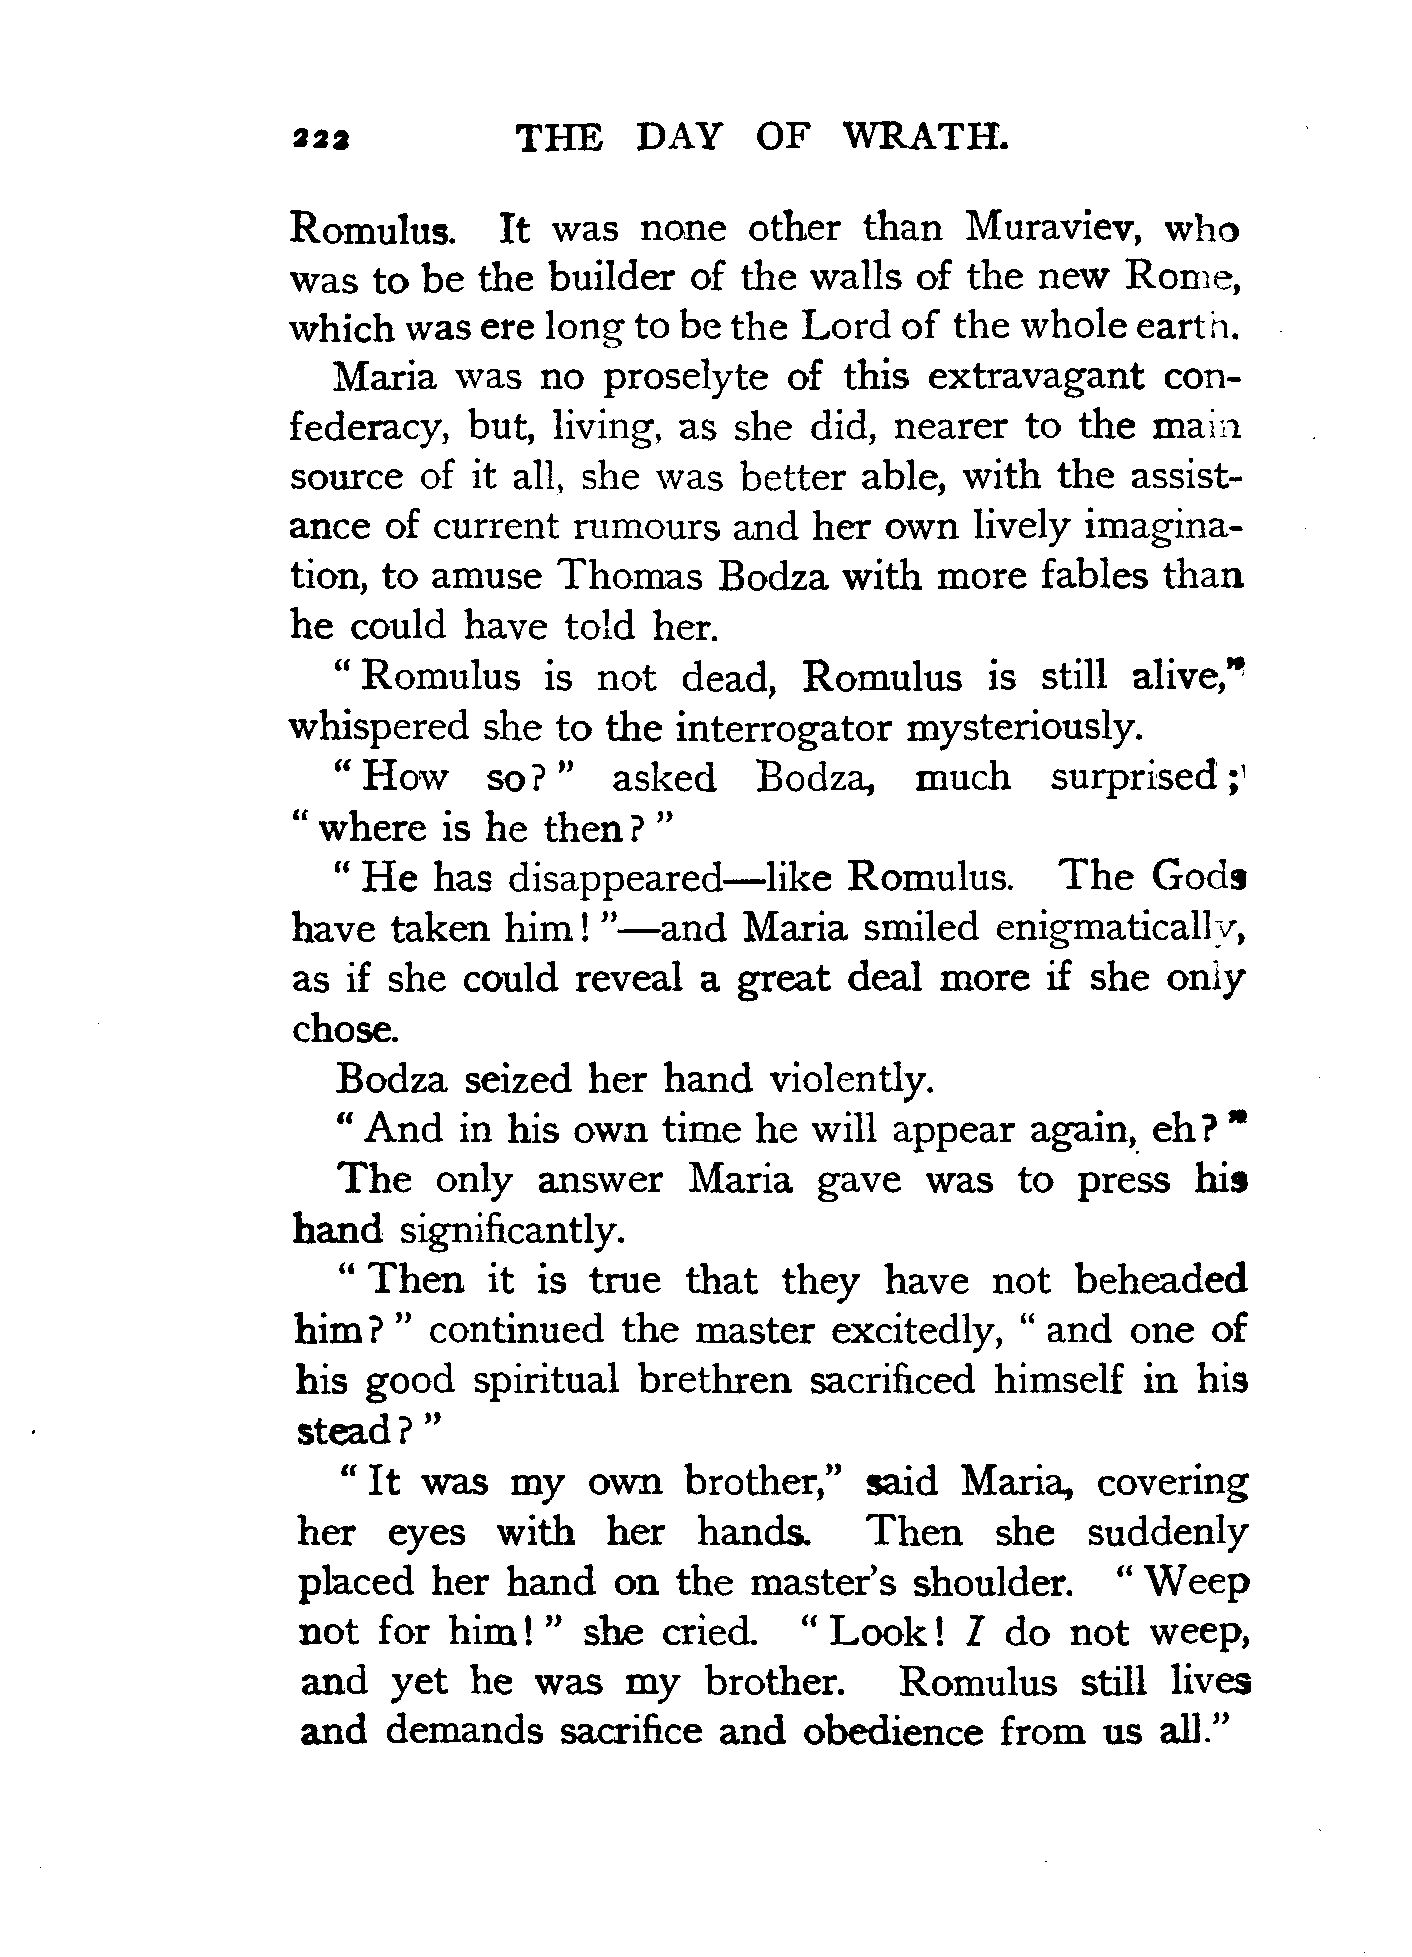 222 THE DAY OF WRATH.
Romulus. It was none other than Muraviev, who
was to be the builder of the walls of the new Rome,
which was ere long to be the Lord of the whole earth.
Maria was no proselyte of this extravagant con-
federacy, but, living, as she did, nearer to the main
source of it all, she was better able, with the assist-
ance of current rumours and her own lively imagina-
tion, to amuse Thomas Bodza with more fables than
he could have told her.
“ Romulus is not dead, Romulus is still alive,”
whispered she to the interrogator mysteriously.
“ How so? ” asked Bodza, much surprised ;
“ where is he then? ”
“ He has disappeared—like Romulus. The Gods
have taken him! ”—and Maria smiled enigmatically,
as if she could reveal a great deal more if she only
chose.
Bodza seized her hand violently.
“ And in his own time he will appear again, eh? ”
The only answer Maria gave was to press his
hand significantly.
“ Then it is true that they have not beheaded
him? ” continued the master excitedly, “ and one of
his good spiritual brethren sacrificed himself in his
stead? ”
“ It was my own brother,” said Maria, covering
her eyes with her hands. Then she suddenly
placed her hand on the master’s shoulder. “ Weep
not for him! ” she cried. “ Look! I do not weep,
and yet he was my brother. Romulus still lives
and demands sacrifice and obedience from us all.”